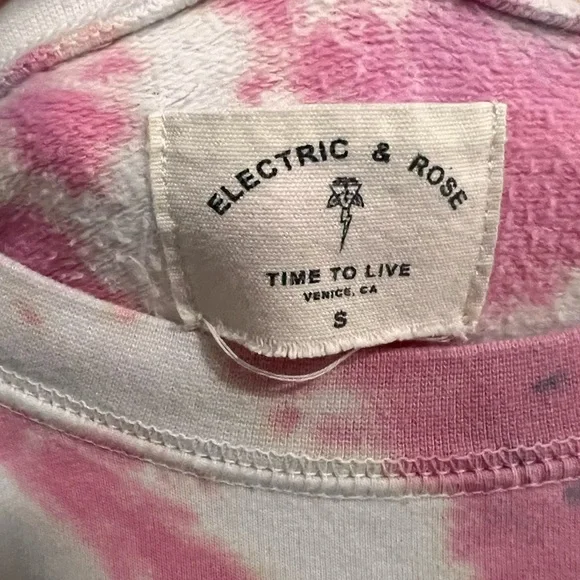 ELECTRIC & ROSE
TIME TO LIVE
VENICE, CA
S